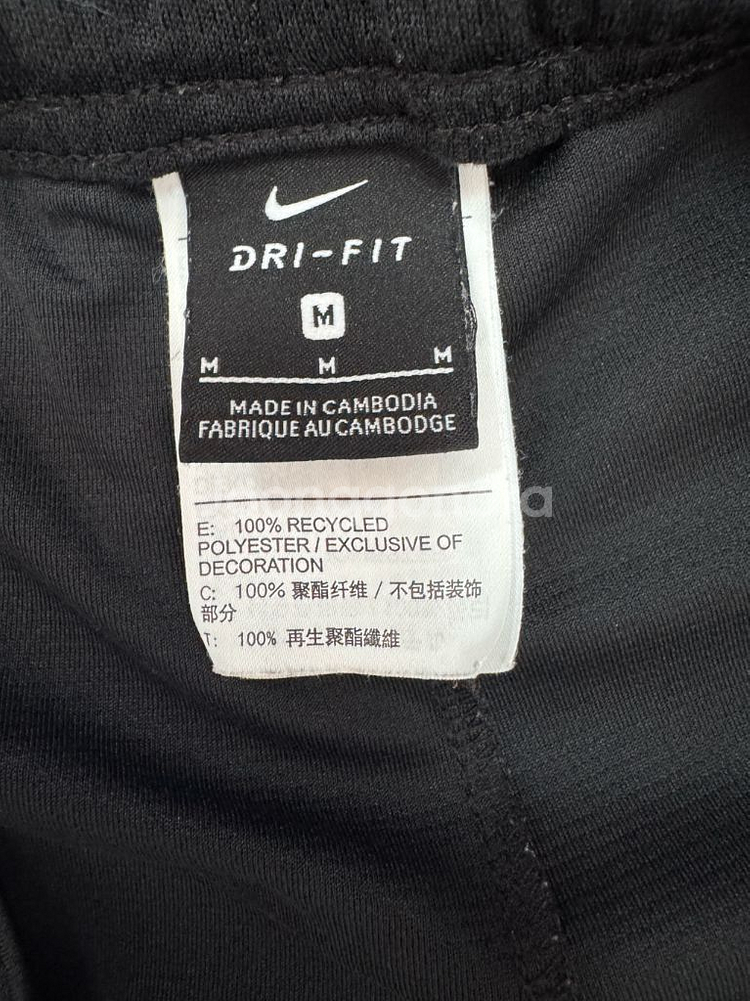 DRI-FIT
M
M M M
MADE IN CAMBODIA
FABRIQUE AU CAMBODGE
E: 100% RECYCLED
POLYESTER / EXCLUSIVE OF
DECORATION
C: 100% 聚酯纤维 / 不包括装饰
部分
T: 100% 再生聚酯纖維